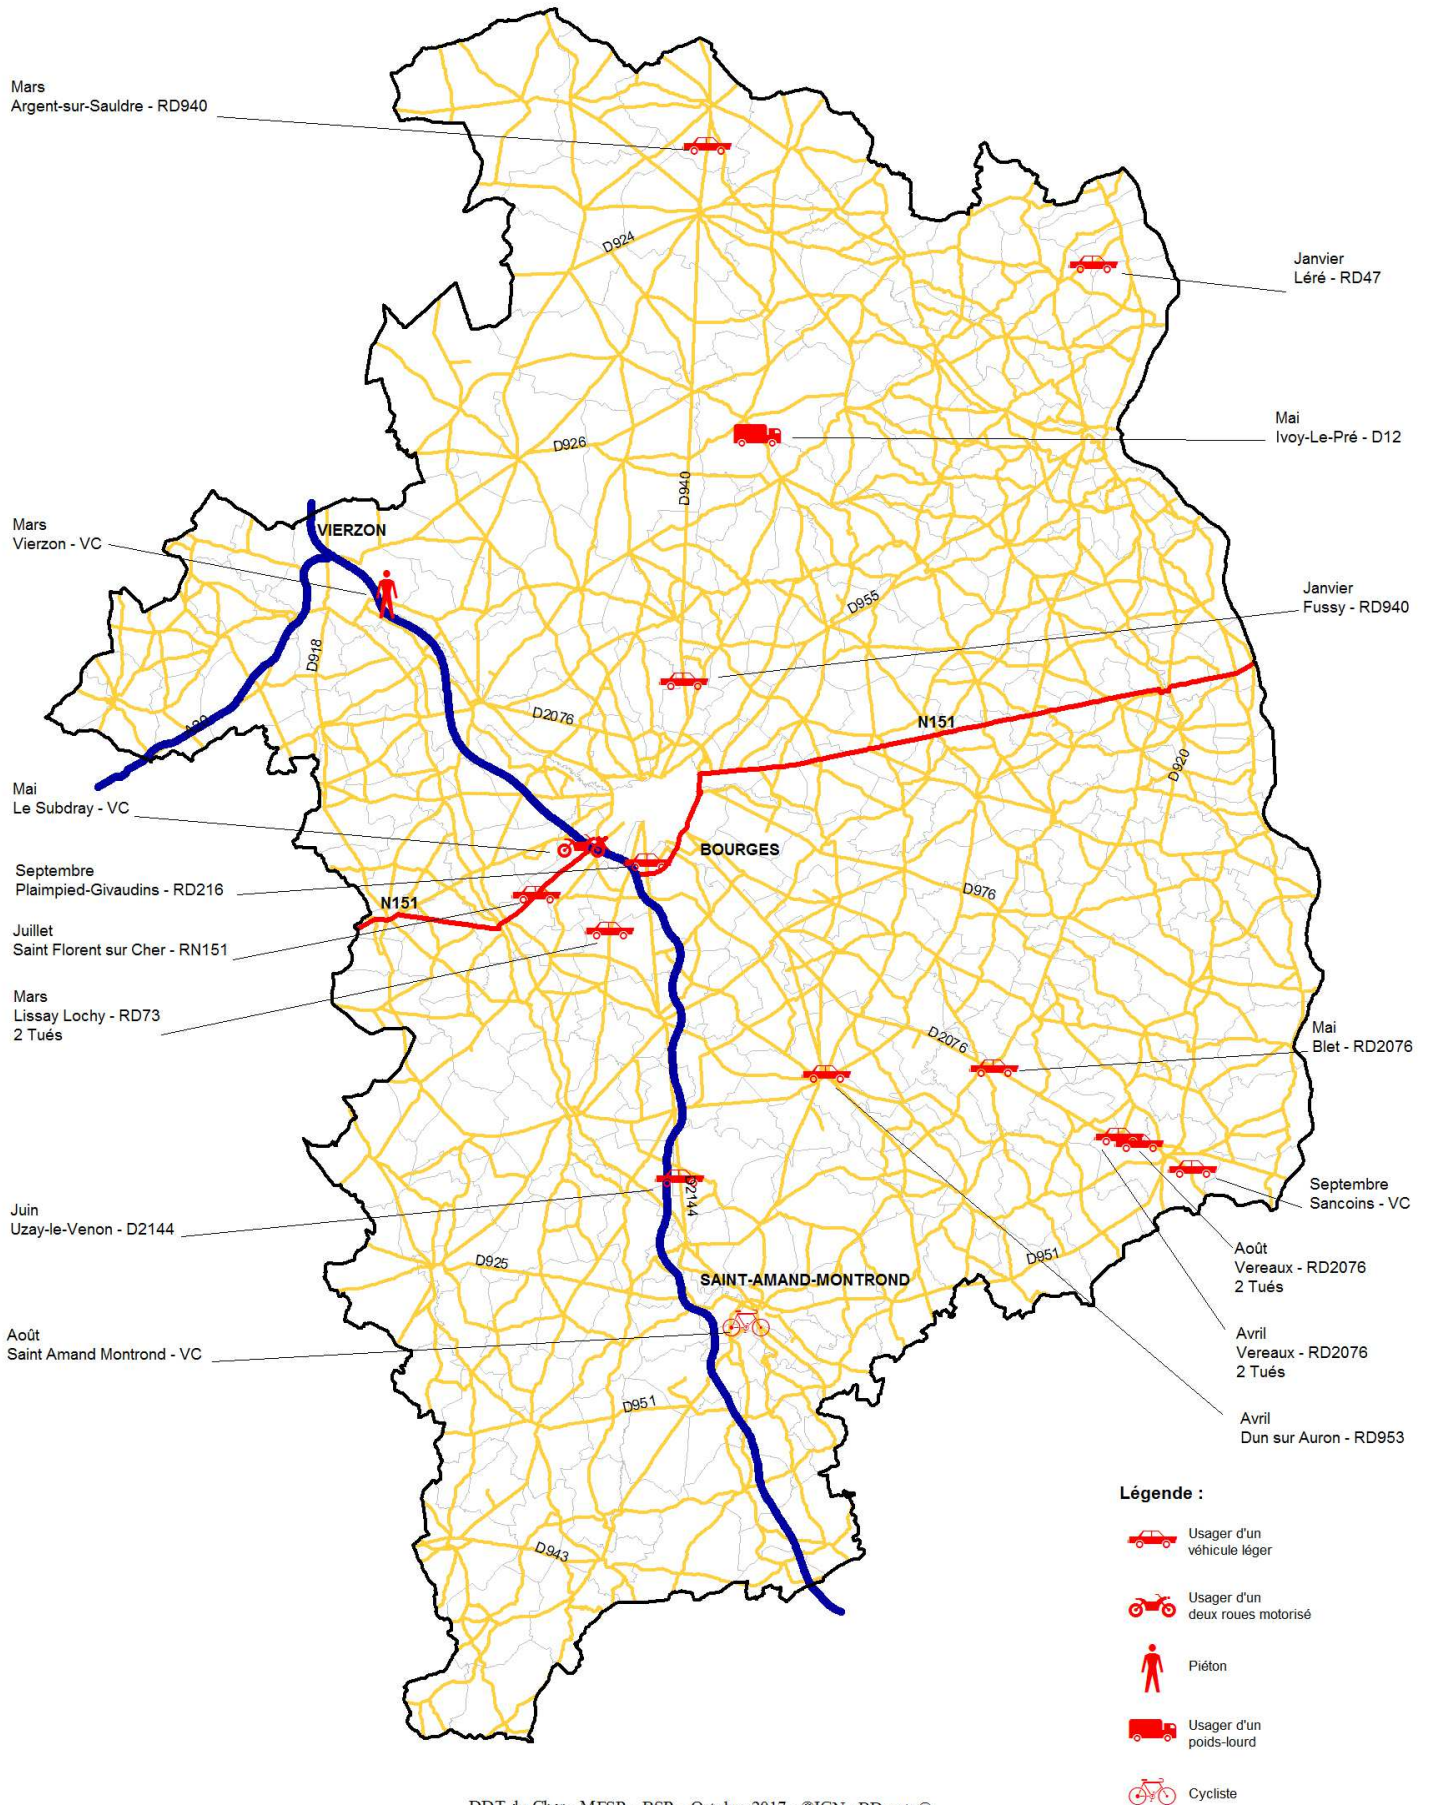 Mars
Argent-sur-Sauldre - RD940
D924
Janvier
Léré - RD47
Mai
Ivoy-Le-Pré - D12
D926
D940
Mars
Vierzon - VC
VIERZON
D955
Janvier
Fussy - RD940
D918
D2076
N151
D920
Mai
Le Subdray - VC
BOURGES
Septembre
Plaimpied-Givaudins - RD216
D976
N151
Juillet
Saint Florent sur Cher - RN151
Mars
Lissay Lochy - RD73
2 Tués
D2076
Mai
Blet - RD2076
D2144
Septembre
Sancoins - VC
Juin
Uzay-le-Venon - D2144
D925
D951
Août
Vereaux - RD2076
2 Tués
SAINT-AMAND-MONTROND
Août
Saint Amand Montrond - VC
Avril
Vereaux - RD2076
2 Tués
D951
Avril
Dun sur Auron - RD953
Légende :
Usager d'un
véhicule léger
D943
Usager d'un
deux roues motorisé
Piéton
Usager d'un
poids-lourd
Cycliste